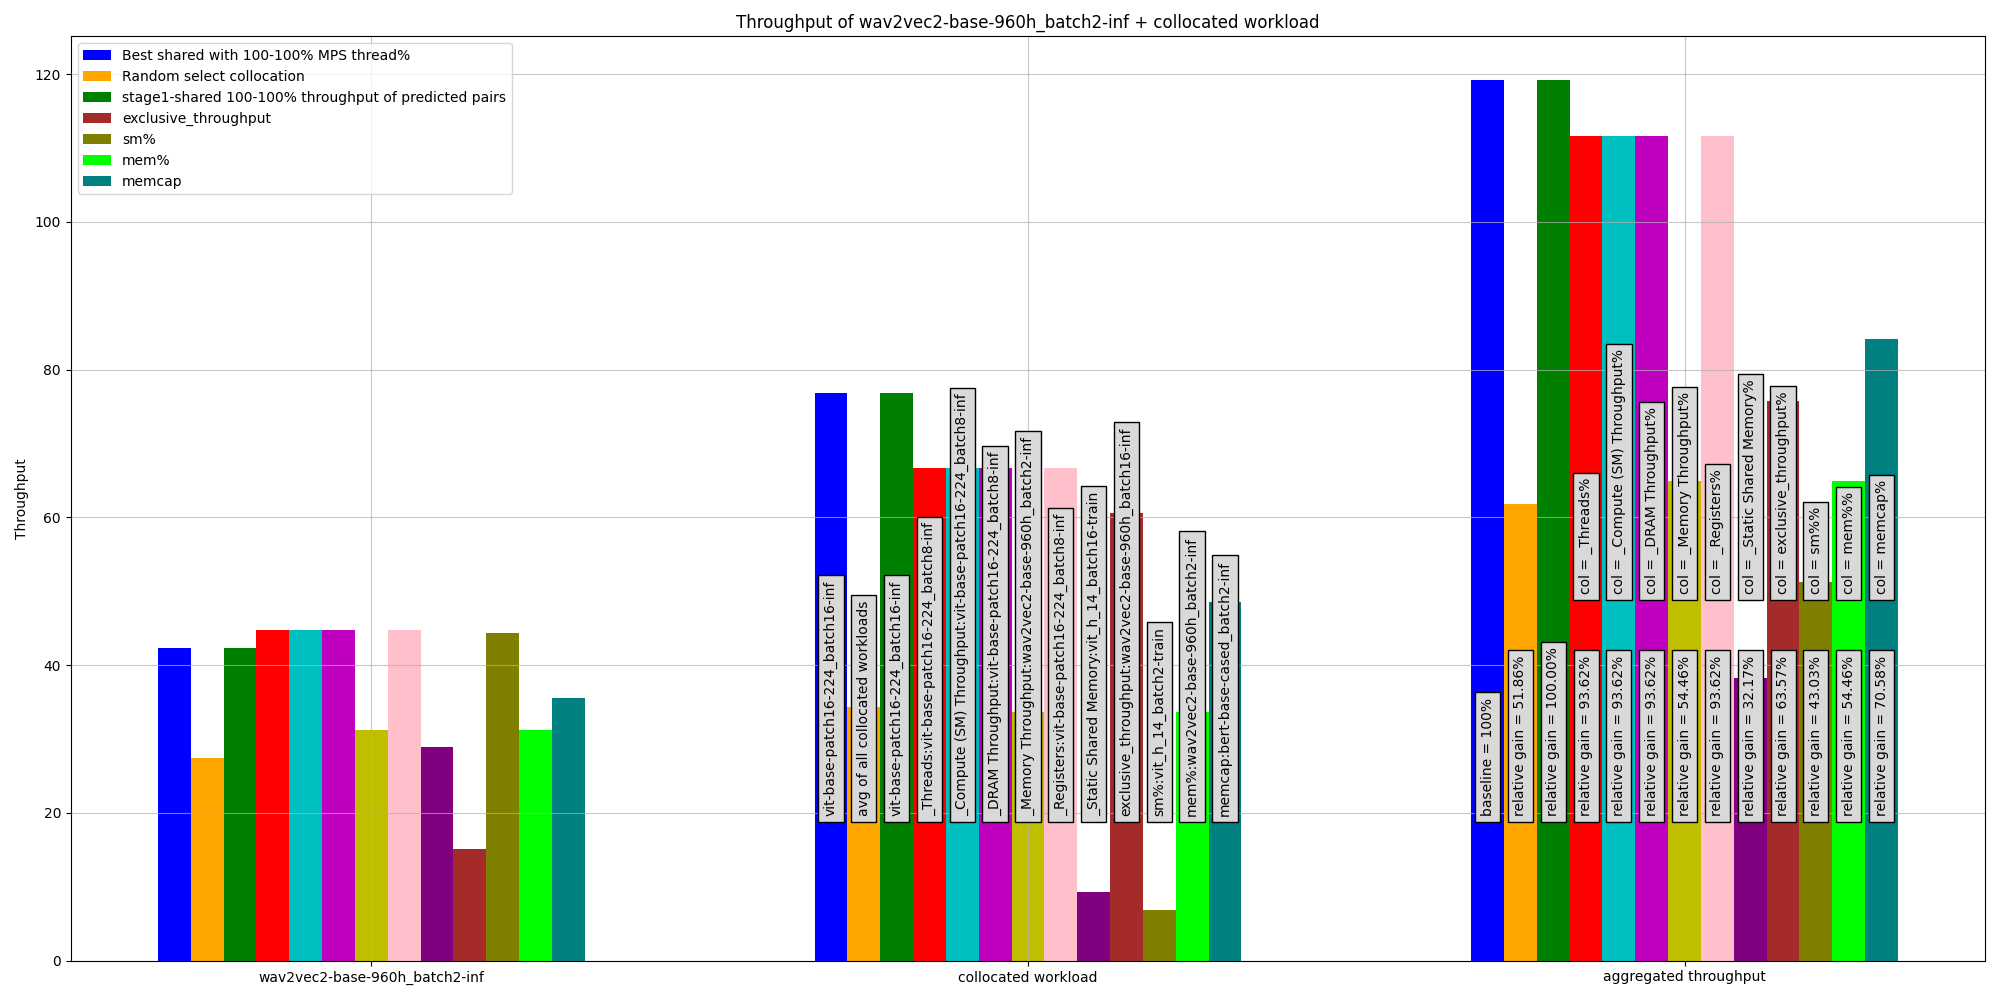 Throughput of wav2vec2-base-960h_batch2-inf + collocated workload
Best shared with 100-100% MPS thread%
Random select collocation
stage1-shared 100-100% throughput of predicted pairs
exclusive_throughput
sm%
mem%
memcap
Throughput
120
100
80
60
40
20
0
vit-base-patch16-224_batch16-inf
avg of all collocated workloads
vit-base-patch16-224_batch16-inf
_Threads:vit-base-patch16-224_batch8-inf
_Compute (SM) Throughput:vit-base-patch16-224_batch8-inf
_DRAM Throughput:vit-base-patch16-224_batch8-inf
_Memory Throughput:wav2vec2-base-960h_batch2-inf
_Registers:vit-base-patch16-224_batch8-inf
_Static Shared Memory:vit_h_14_batch16-train
exclusive_throughput:wav2vec2-base-960h_batch16-inf
sm%:vit_h_14_batch2-train
mem%:wav2vec2-base-960h_batch2-inf
memcap:bert-base-cased_batch2-inf
col = _Threads%
col = _Compute (SM) Throughput%
col = _DRAM Throughput%
col = _Memory Throughput%
col = _Registers%
col = _Static Shared Memory%
col = exclusive_throughput%
col = sm%%
col = mem%%
col = memcap%
baseline = 100%
relative gain = 51.86%
relative gain = 100.00%
relative gain = 93.62%
relative gain = 93.62%
relative gain = 93.62%
relative gain = 54.46%
relative gain = 93.62%
relative gain = 32.17%
relative gain = 63.57%
relative gain = 43.03%
relative gain = 54.46%
relative gain = 70.58%
wav2vec2-base-960h_batch2-inf
collocated workload
aggregated throughput